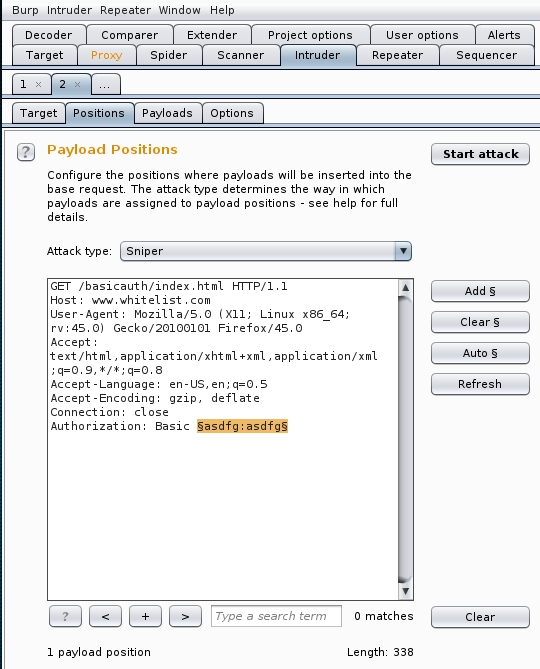 Burp Intruder Repeater Window Help
Decoder Comparer Extender Project options User options Alerts
Target Proxy Spider Scanner Intruder Repeater Sequencer
1 × 2 × ...
Target Positions Payloads Options
? Payload Positions Start attack
Configure the positions where payloads will be inserted into the
base request. The attack type determines the way in which
payloads are assigned to payload positions - see help for full
details.
Attack type: Sniper
GET /basicauth/index.html HTTP/1.1
Host: www.whitelist.com
User-Agent: Mozilla/5.0 (X11; Linux x86_64;
rv:45.0) Gecko/20100101 Firefox/45.0
Accept:
text/html,application/xhtml+xml,application/xml
;q=0.9,*/*;q=0.8
Accept-Language: en-US,en;q=0.5
Accept-Encoding: gzip, deflate
Connection: close
Authorization: Basic §asdfg:asdfg§
Add §
Clear §
Auto §
Refresh
? < + > Type a search term 0 matches Clear
1 payload position Length: 338